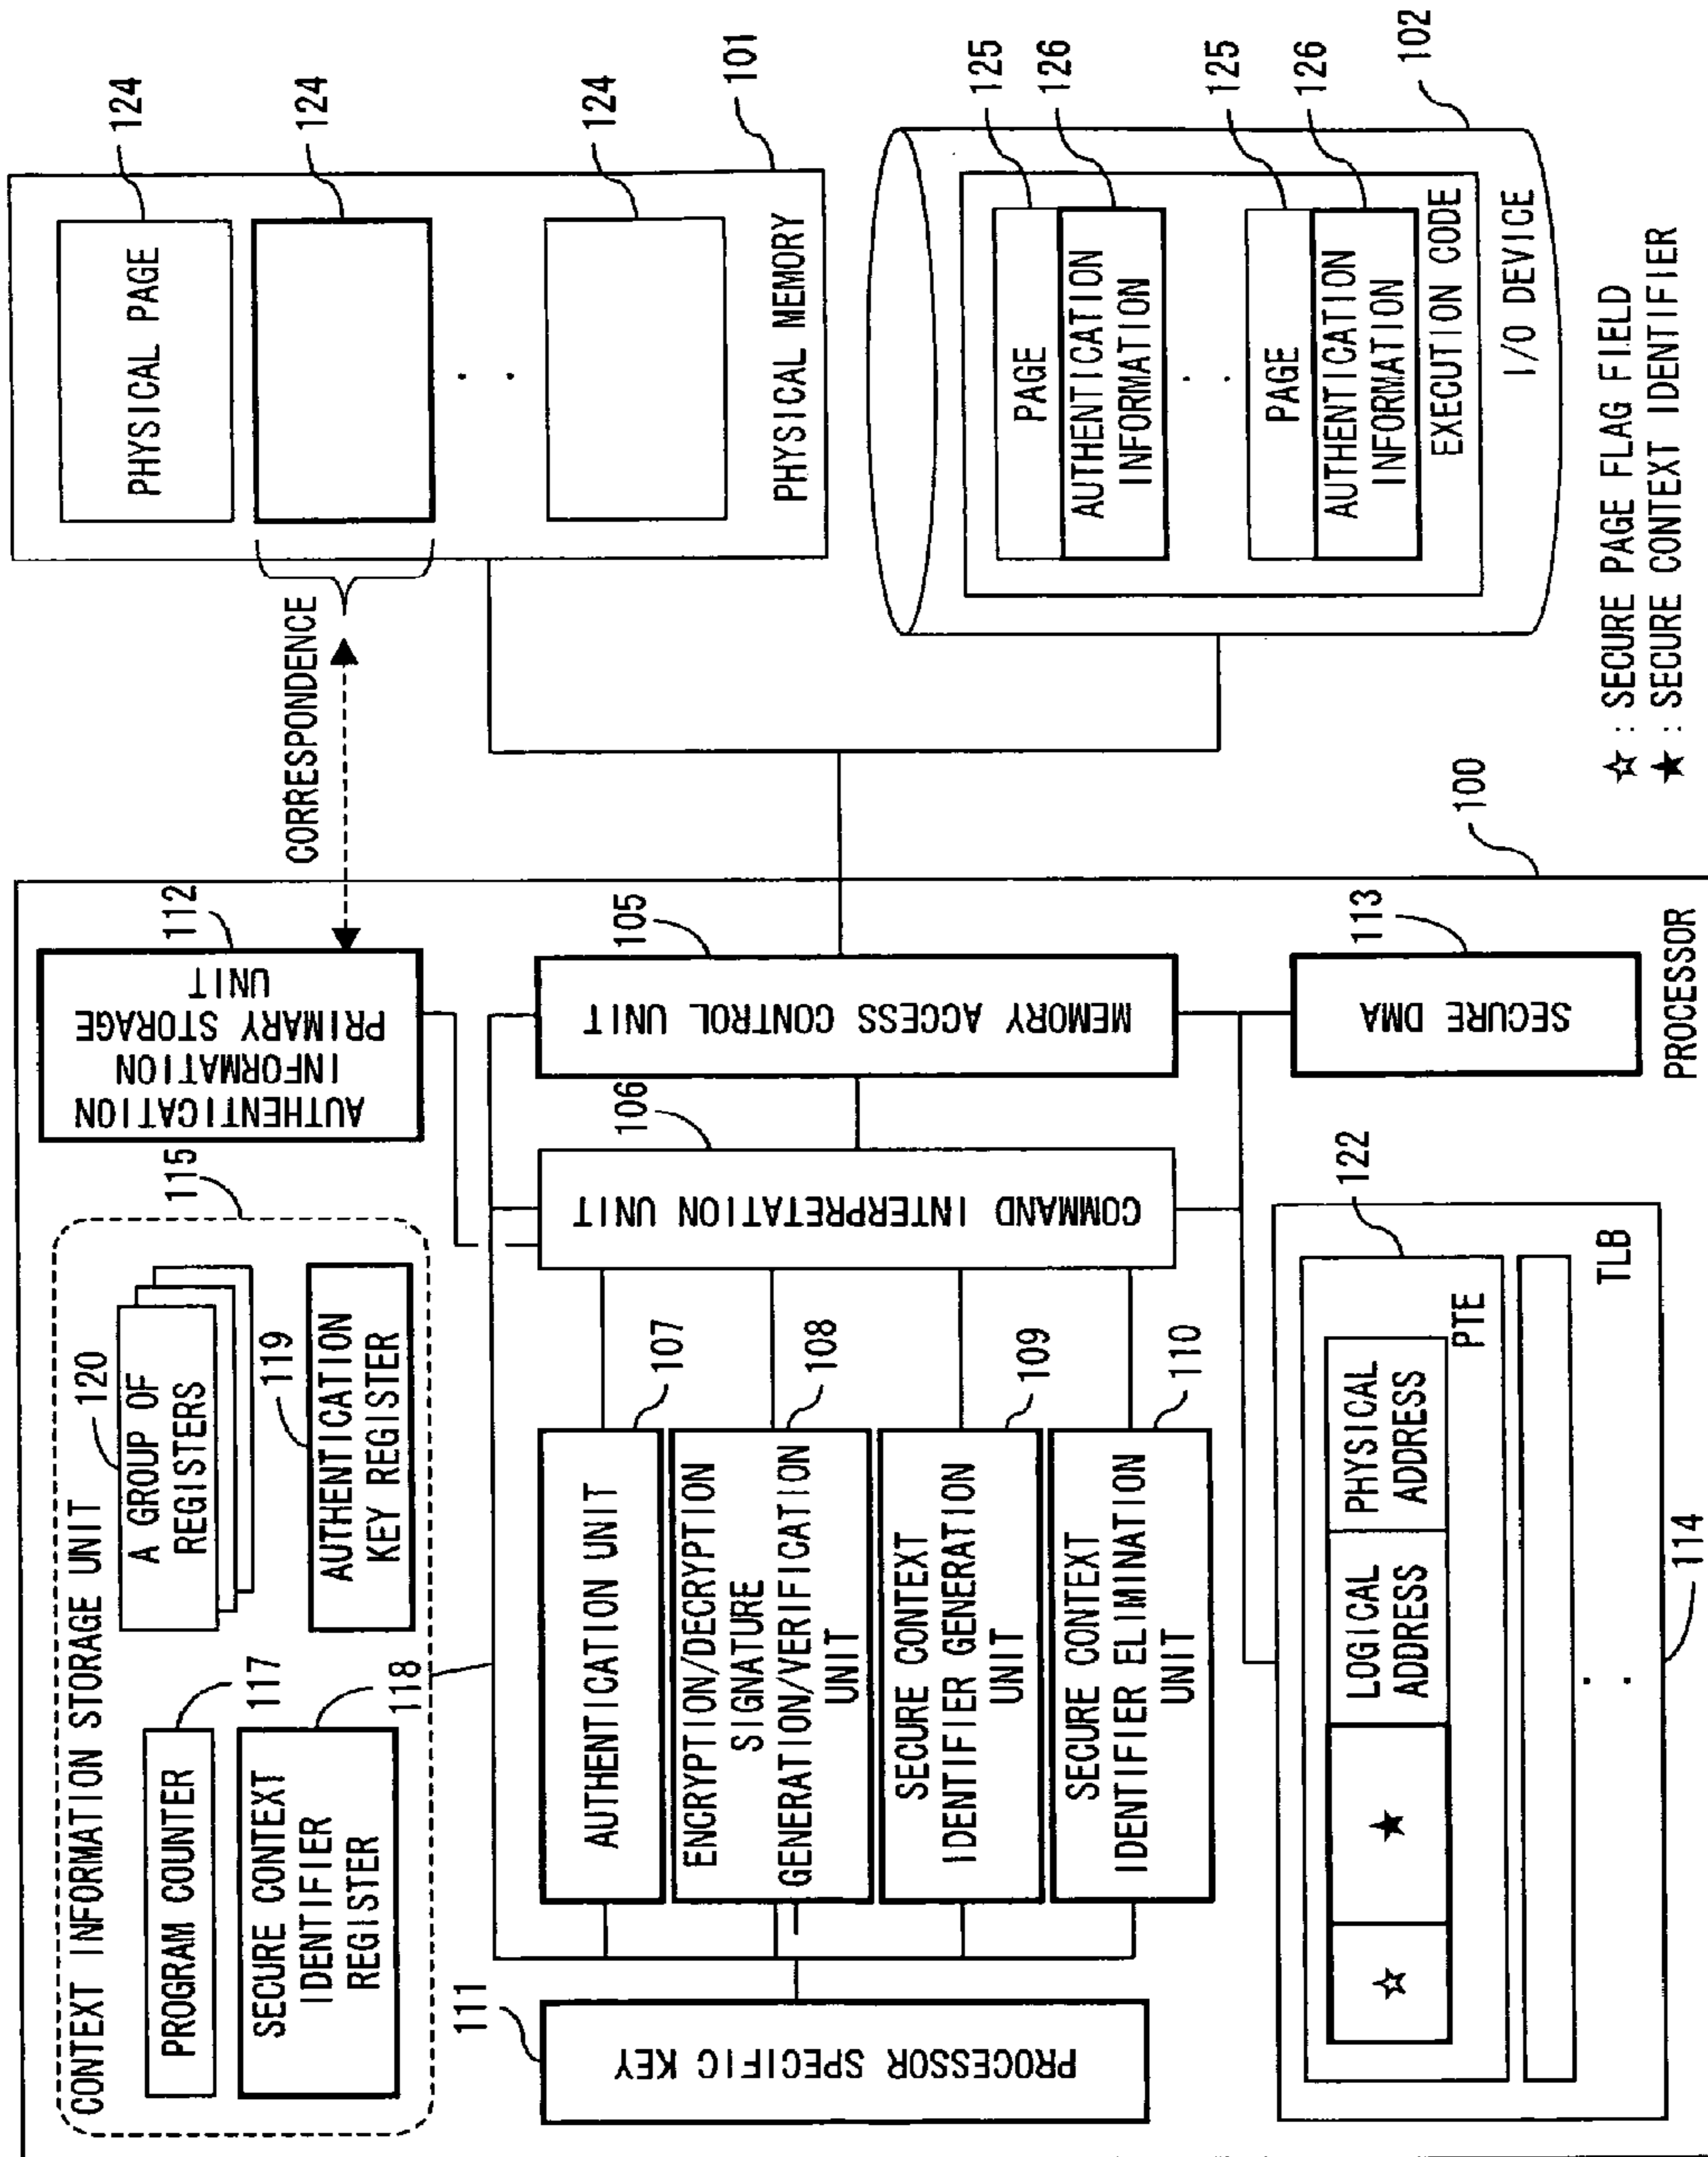 CONTEXT INFORMATION STORAGE UNIT
115
PROGRAM COUNTER
117
SECURE CONTEXT
IDENTIFIER
REGISTER
118
120
A GROUP OF
REGISTERS
119
AUTHENTICATION
KEY REGISTER
AUTHENTICATION
INFORMATION
PRIMARY STORAGE
UNIT
112
CORRESPONDENCE
PHYSICAL PAGE
124
124
.
.
124
PHYSICAL MEMORY
101
111
PROCESSOR SPECIFIC KEY
AUTHENTICATION UNIT
107
ENCRYPTION/DECRYPTION
SIGNATURE
GENERATION/VERIFICATION
UNIT
108
SECURE CONTEXT
IDENTIFIER GENERATION
UNIT
109
SECURE CONTEXT
IDENTIFIER ELIMINATION
UNIT
110
106
COMMAND INTERPRETATION UNIT
105
MEMORY ACCESS CONTROL UNIT
113
SECURE DMA
PROCESSOR
100
☆
★
LOGICAL
ADDRESS
PHYSICAL
ADDRESS
PTE
122
.
.
TLB
114
PAGE
125
AUTHENTICATION
INFORMATION
126
.
.
PAGE
125
AUTHENTICATION
INFORMATION
126
EXECUTION CODE
I/O DEVICE
102
☆ : SECURE PAGE FLAG FIELD
★ : SECURE CONTEXT IDENTIFIER